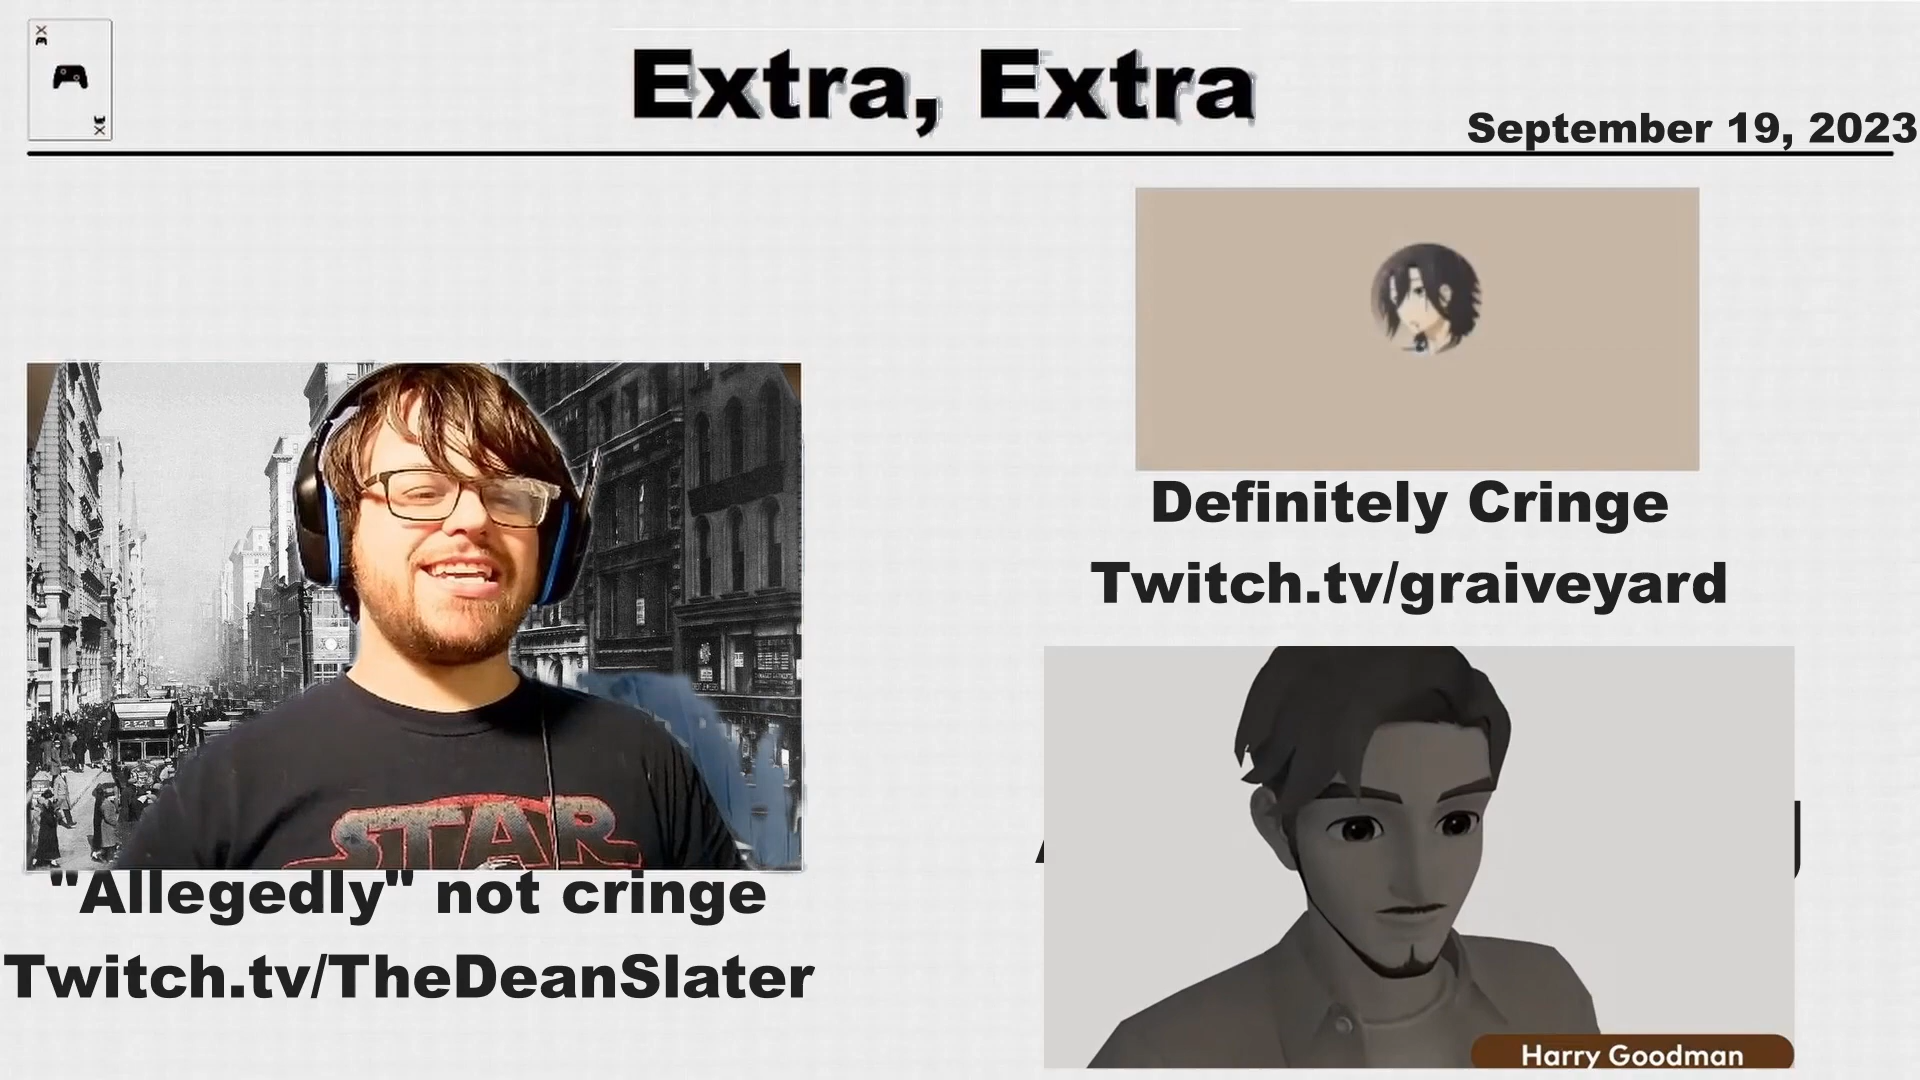 Extra, Extra
September 19, 2023
Definitely Cringe
Twitch.tv/graiveyard
STAR
"Allegedly" not cringe
Twitch.tv/TheDeanSlater
Harry Goodman